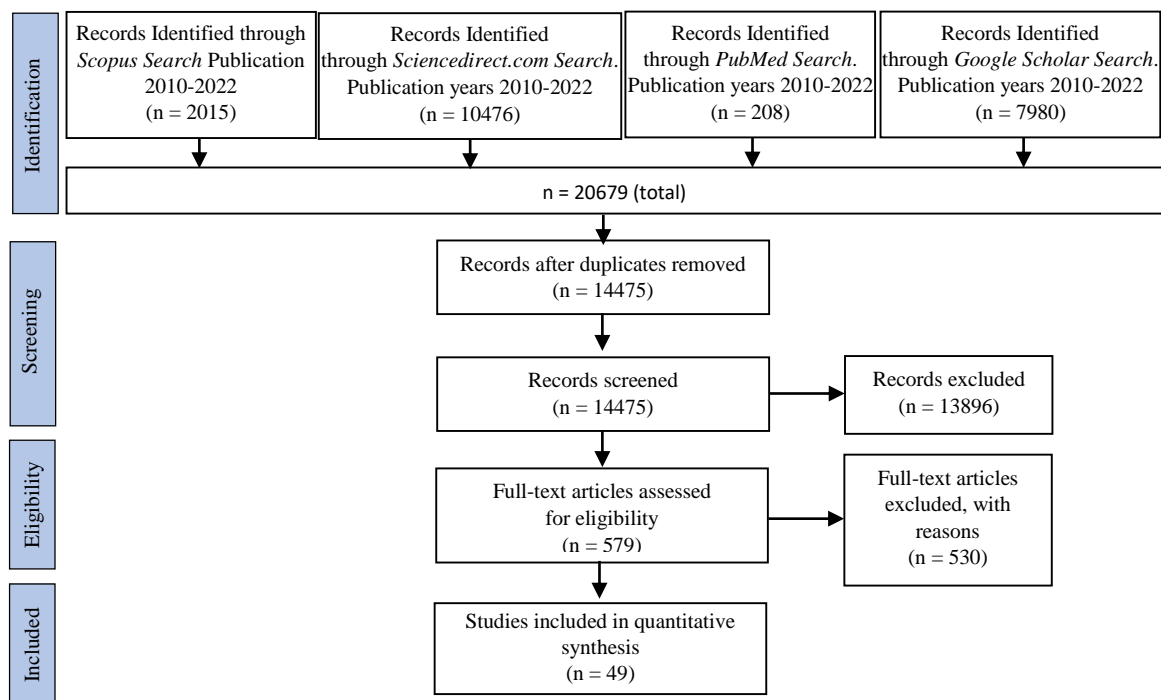 Identification
Records Identified through
Scopus Search Publication
2010-2022
(n = 2015)
Records Identified
through Sciencedirect.com Search.
Publication years 2010-2022
(n = 10476)
Records Identified
through PubMed Search.
Publication years 2010-2022
(n = 208)
Records Identified
through Google Scholar Search.
Publication years 2010-2022
(n = 7980)
n = 20679 (total)
Screening
Records after duplicates removed
(n = 14475)
Records screened
(n = 14475)
Records excluded
(n = 13896)
Eligibility
Full-text articles assessed
for eligibility
(n = 579)
Full-text articles
excluded, with
reasons
(n = 530)
Included
Studies included in quantitative
synthesis
(n = 49)